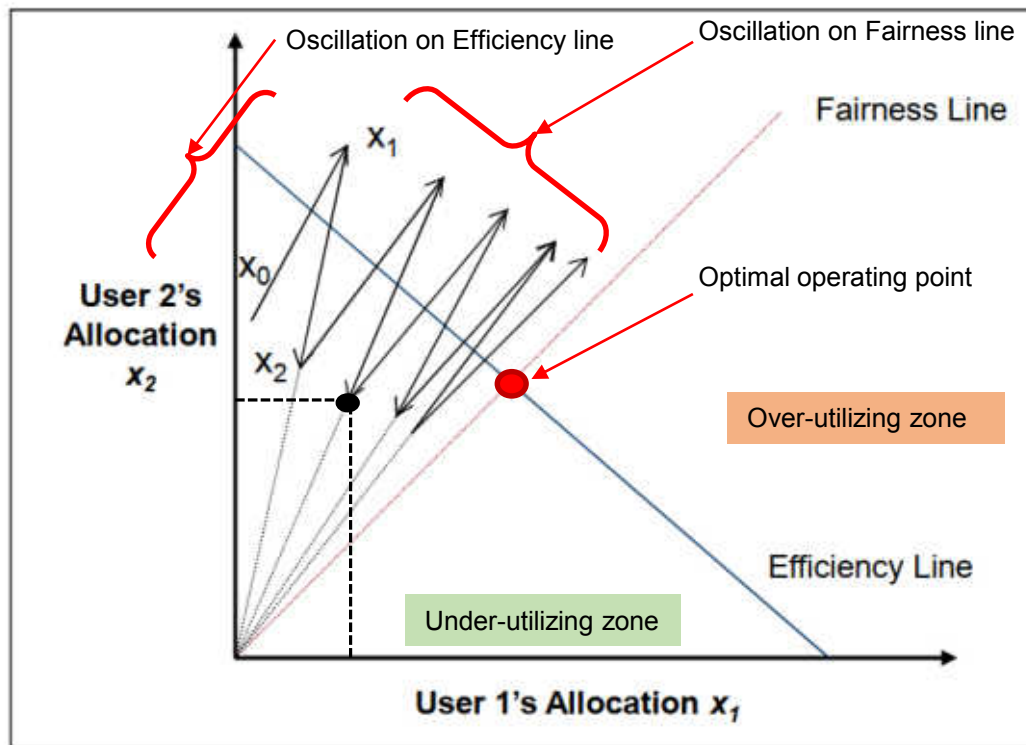 Oscillation on Efficiency line
Oscillation on Fairness line
Fairness Line
x1
x0
User 2's
Allocation
x2
x2
Optimal operating point
Over-utilizing zone
Efficiency Line
Under-utilizing zone
User 1's Allocation x1